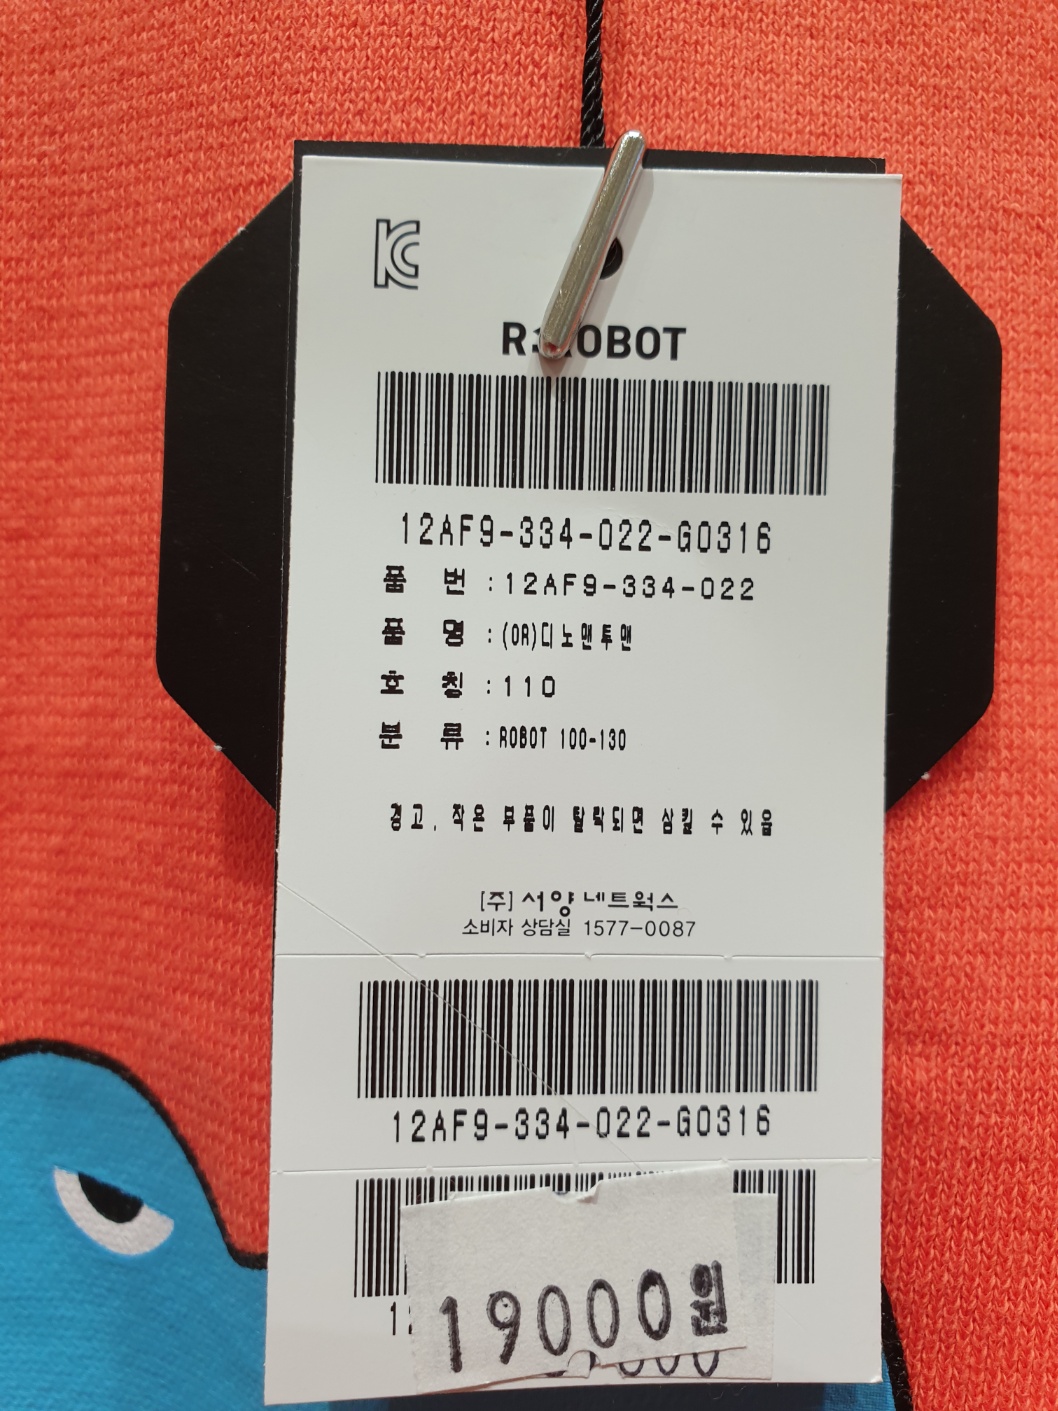 KC
ROBOT
12AF9-334-022-G0316
품 번 : 12AF9-334-022
품 명 : (OR)디노맨투맨
호 칭 : 110
분 류 : ROBOT 100-130
경고, 작은 부품이 탈락되면 삼킬 수 있음
[주] 서양네트웍스
소비자 상담실 1577-0087
12AF9-334-022-G0316
19000원